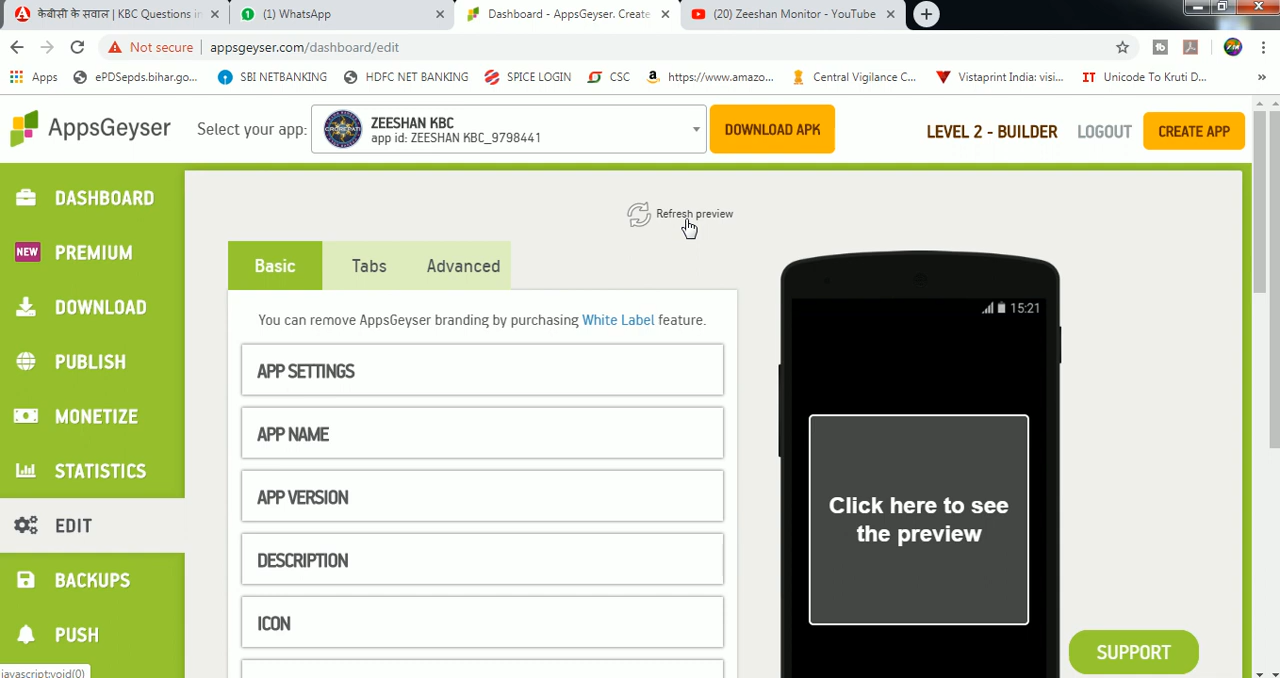 केबीसी के सवाल | KBC Questions in
(1) WhatsApp
Dashboard - AppsGeyser. Create
(20) Zeeshan Monitor - YouTube
Not secure | appsgeyser.com/dashboard/edit
Apps
ePDSepds.bihar.go...
SBI NETBANKING
HDFC NET BANKING
SPICE LOGIN
CSC
https://www.amazo...
Central Vigilance C...
Vistaprint India: visi...
IT Unicode To Kruti D...
»
AppsGeyser
Select your app:
ZEESHAN KBC
app id: ZEESHAN KBC_9798441
DOWNLOAD APK
LEVEL 2 - BUILDER
LOGOUT
CREATE APP
DASHBOARD
NEW PREMIUM
DOWNLOAD
PUBLISH
MONETIZE
STATISTICS
EDIT
BACKUPS
PUSH
Refresh preview
Basic
Tabs
Advanced
You can remove AppsGeyser branding by purchasing White Label feature.
APP SETTINGS
APP NAME
APP VERSION
DESCRIPTION
ICON
15:21
Click here to see
the preview
SUPPORT
javascript:void(0)